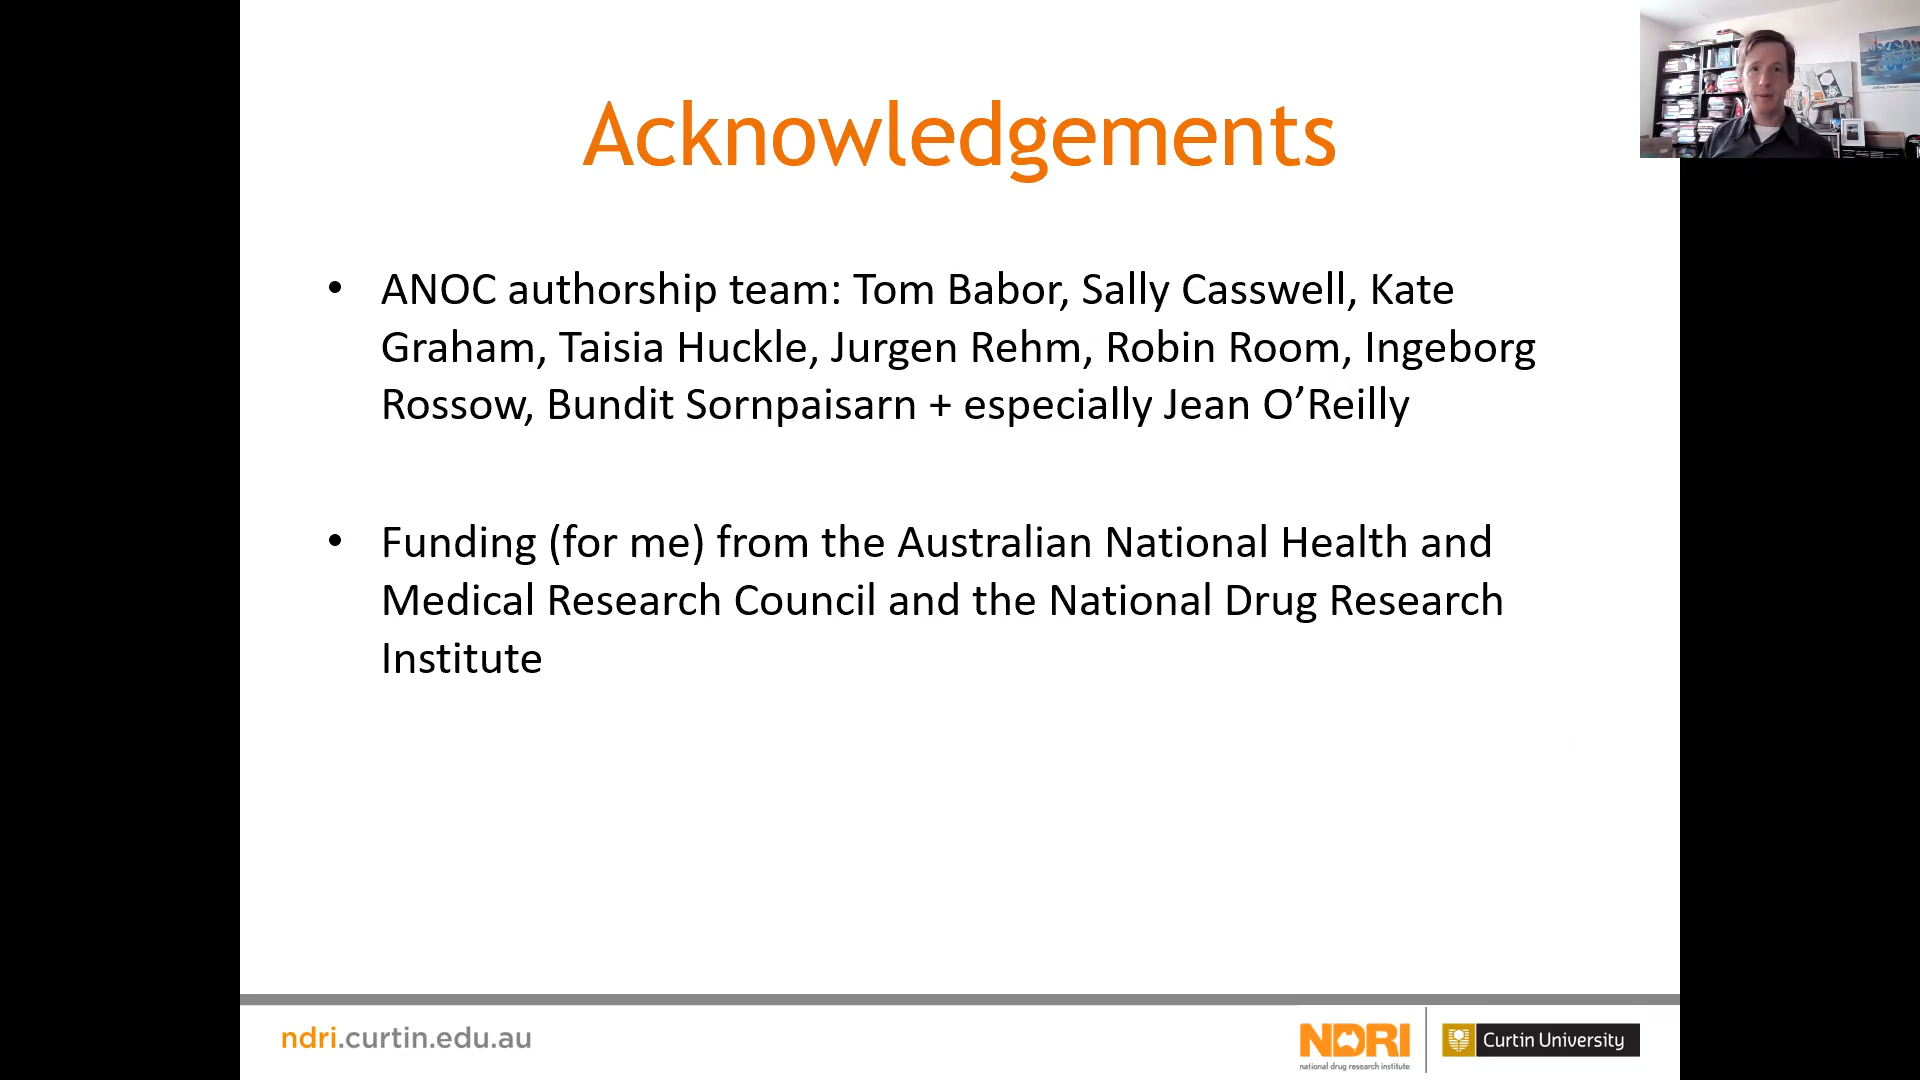 Acknowledgements
• ANOC authorship team: Tom Babor, Sally Casswell, Kate
Graham, Taisia Huckle, Jurgen Rehm, Robin Room, Ingeborg
Rossow, Bundit Sornpaisarn + especially Jean O’Reilly
• Funding (for me) from the Australian National Health and
Medical Research Council and the National Drug Research
Institute
ndri.curtin.edu.au
NDRI
national drug research institute
Curtin University